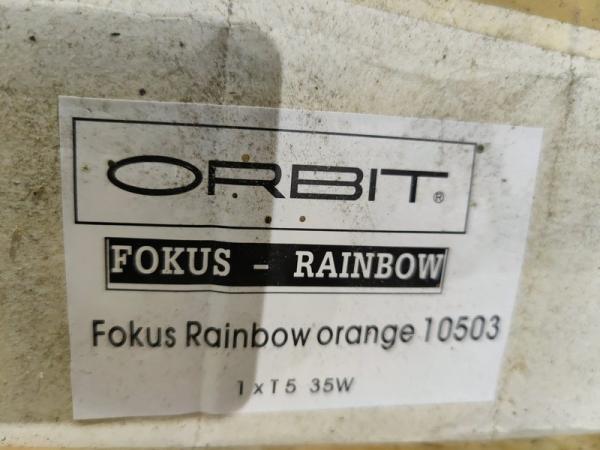 ORBIT®
FOKUS - RAINBOW
Fokus Rainbow orange 10503
1 x T5 35W